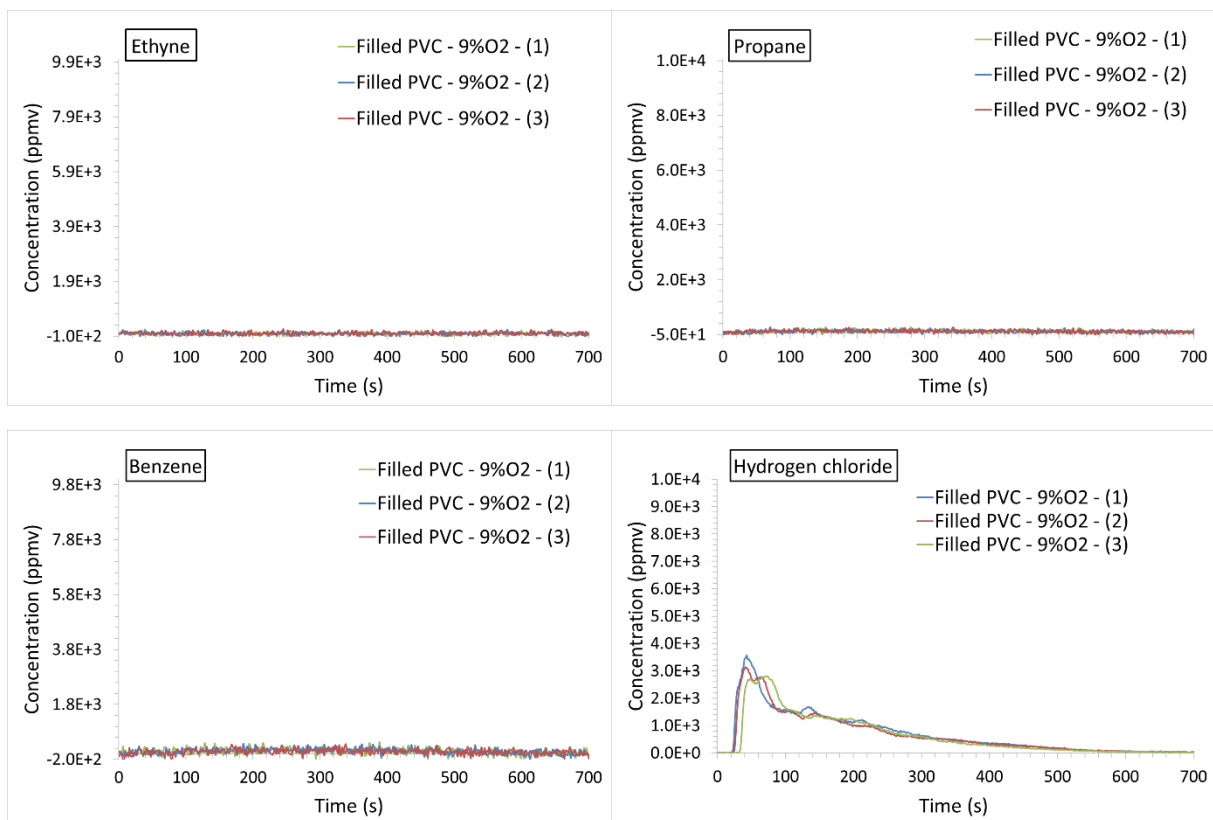 Ethyne
Filled PVC - 9%O2 - (1)
Filled PVC - 9%O2 - (2)
Filled PVC - 9%O2 - (3)
Concentration (ppmv)
9.9E+3
7.9E+3
5.9E+3
3.9E+3
1.9E+3
-1.0E+2
0 100 200 300 400 500 600 700
Time (s)
Propane
Filled PVC - 9%O2 - (1)
Filled PVC - 9%O2 - (2)
Filled PVC - 9%O2 - (3)
Concentration (ppmv)
1.0E+4
8.0E+3
6.0E+3
4.0E+3
2.0E+3
-5.0E+1
0 100 200 300 400 500 600 700
Time (s)
Benzene
Filled PVC - 9%O2 - (1)
Filled PVC - 9%O2 - (2)
Filled PVC - 9%O2 - (3)
Concentration (ppmv)
9.8E+3
7.8E+3
5.8E+3
3.8E+3
1.8E+3
-2.0E+2
0 100 200 300 400 500 600 700
Time (s)
Hydrogen chloride
Filled PVC - 9%O2 - (1)
Filled PVC - 9%O2 - (2)
Filled PVC - 9%O2 - (3)
Concentration (ppmv)
1.0E+4
9.0E+3
8.0E+3
7.0E+3
6.0E+3
5.0E+3
4.0E+3
3.0E+3
2.0E+3
1.0E+3
0.0E+0
0 100 200 300 400 500 600 700
Time (s)